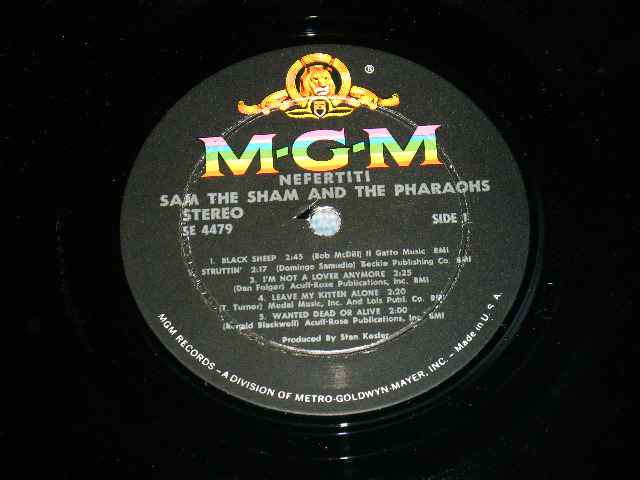 ®
M-G-M
NEFERTITI
SAM THE SHAM AND THE PHARAOHS
STEREO
SE 4479
SIDE 1
1. BLACK SHEEP 2:45 (Bob McDill) Il Gatto Music BMI
STRUTTIN' 2:17 (Domingo Samudio) Beckie Publishing Co. BMI
3. I'M NOT A LOVER ANYMORE 2:25
(Dan Folger) Acuff-Rose Publications, Inc. BMI
4. LEAVE MY KITTEN ALONE 2:20
(T. Turner) Modal Music, Inc. And Lois Publ. Co. BMI
5. WANTED DEAD OR ALIVE 2:00
(Ronald Blackwell) Acuff-Rose Publications, Inc. BMI
Produced By Stan Kesler
MGM RECORDS – A DIVISION OF METRO-GOLDWYN-MAYER, INC. – Made in U.S.A.